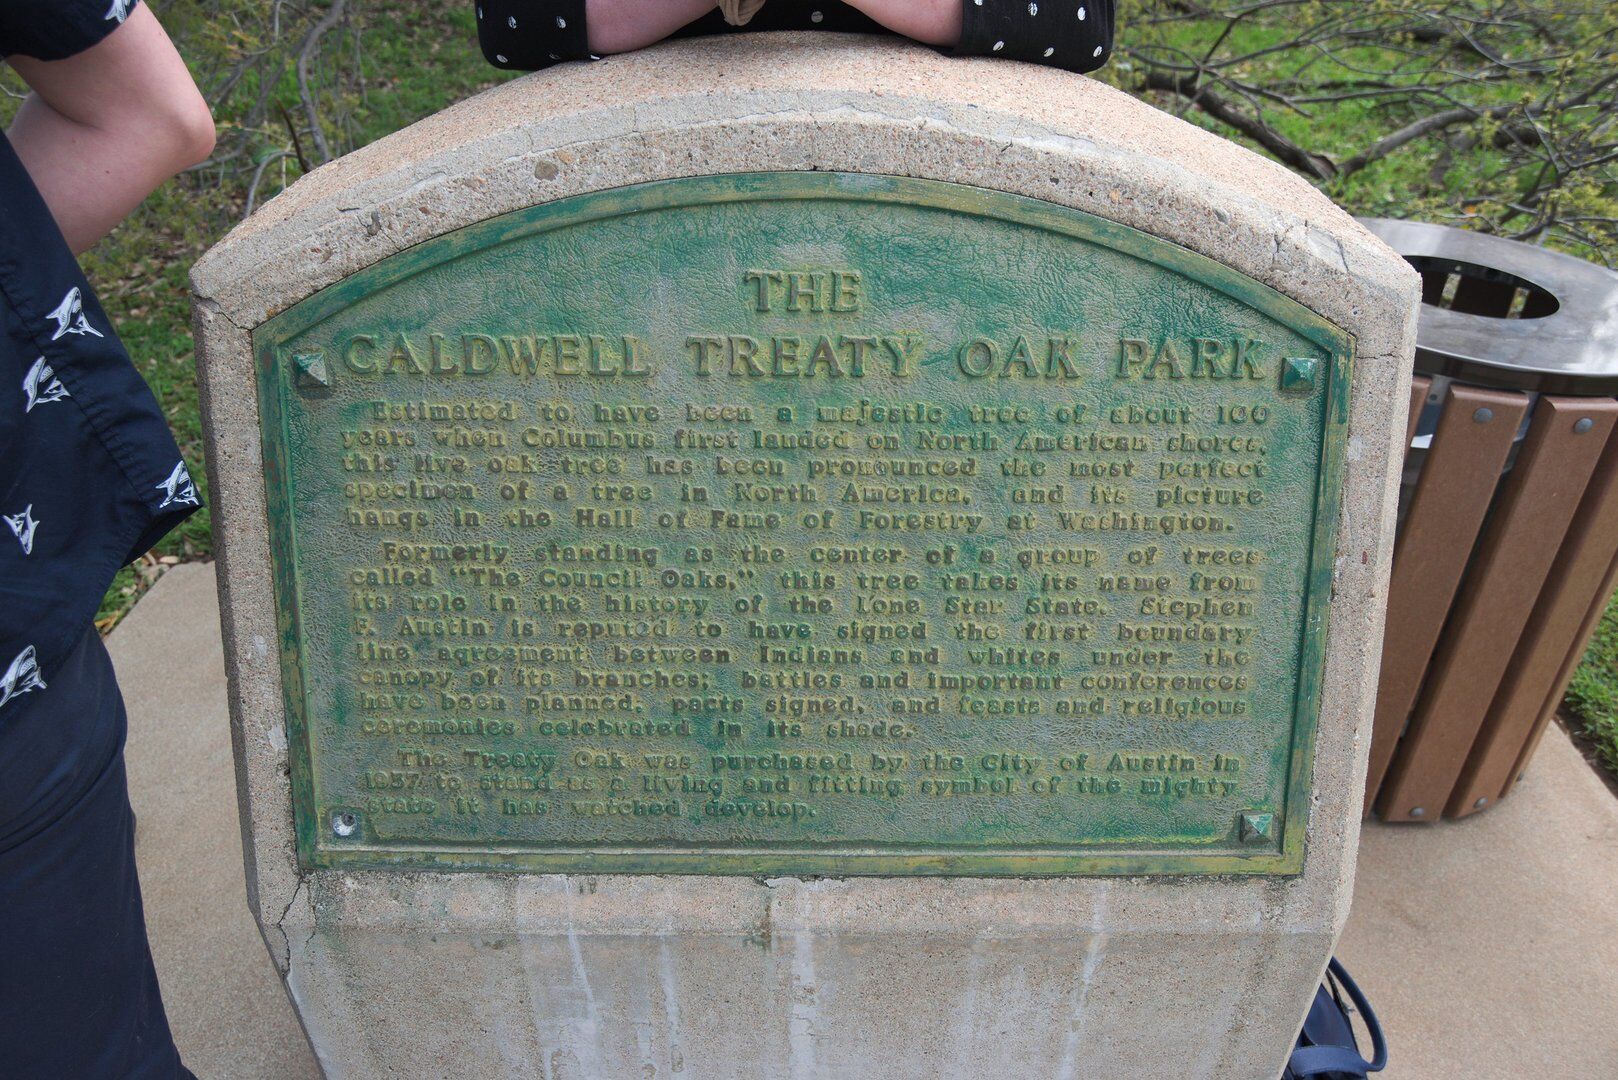 THE
CALDWELL TREATY OAK PARK
Estimated to have been a majestic tree of about 100
years when Columbus first landed on North American shores,
this live oak tree has been pronounced the most perfect
specimen of a tree in North America, and its picture
hangs in the Hall of Fame of Forestry at Washington.
Formerly standing as the center of a group of trees
called "The Council Oaks," this tree takes its name from
its role in the history of the Lone Star State. Stephen
F. Austin is reputed to have signed the first boundary
line agreement between Indians and whites under the
canopy of its branches; battles and important conferences
have been planned, pacts signed, and feasts and religious
ceremonies celebrated in its shade.
The Treaty Oak was purchased by the City of Austin in
1937 to stand as a living and fitting symbol of the mighty
state it has watched develop.